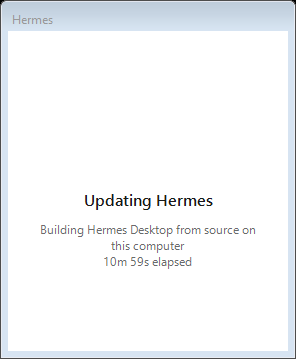 Hermes
Updating Hermes
Building Hermes Desktop from source on
this computer
10m 59s elapsed